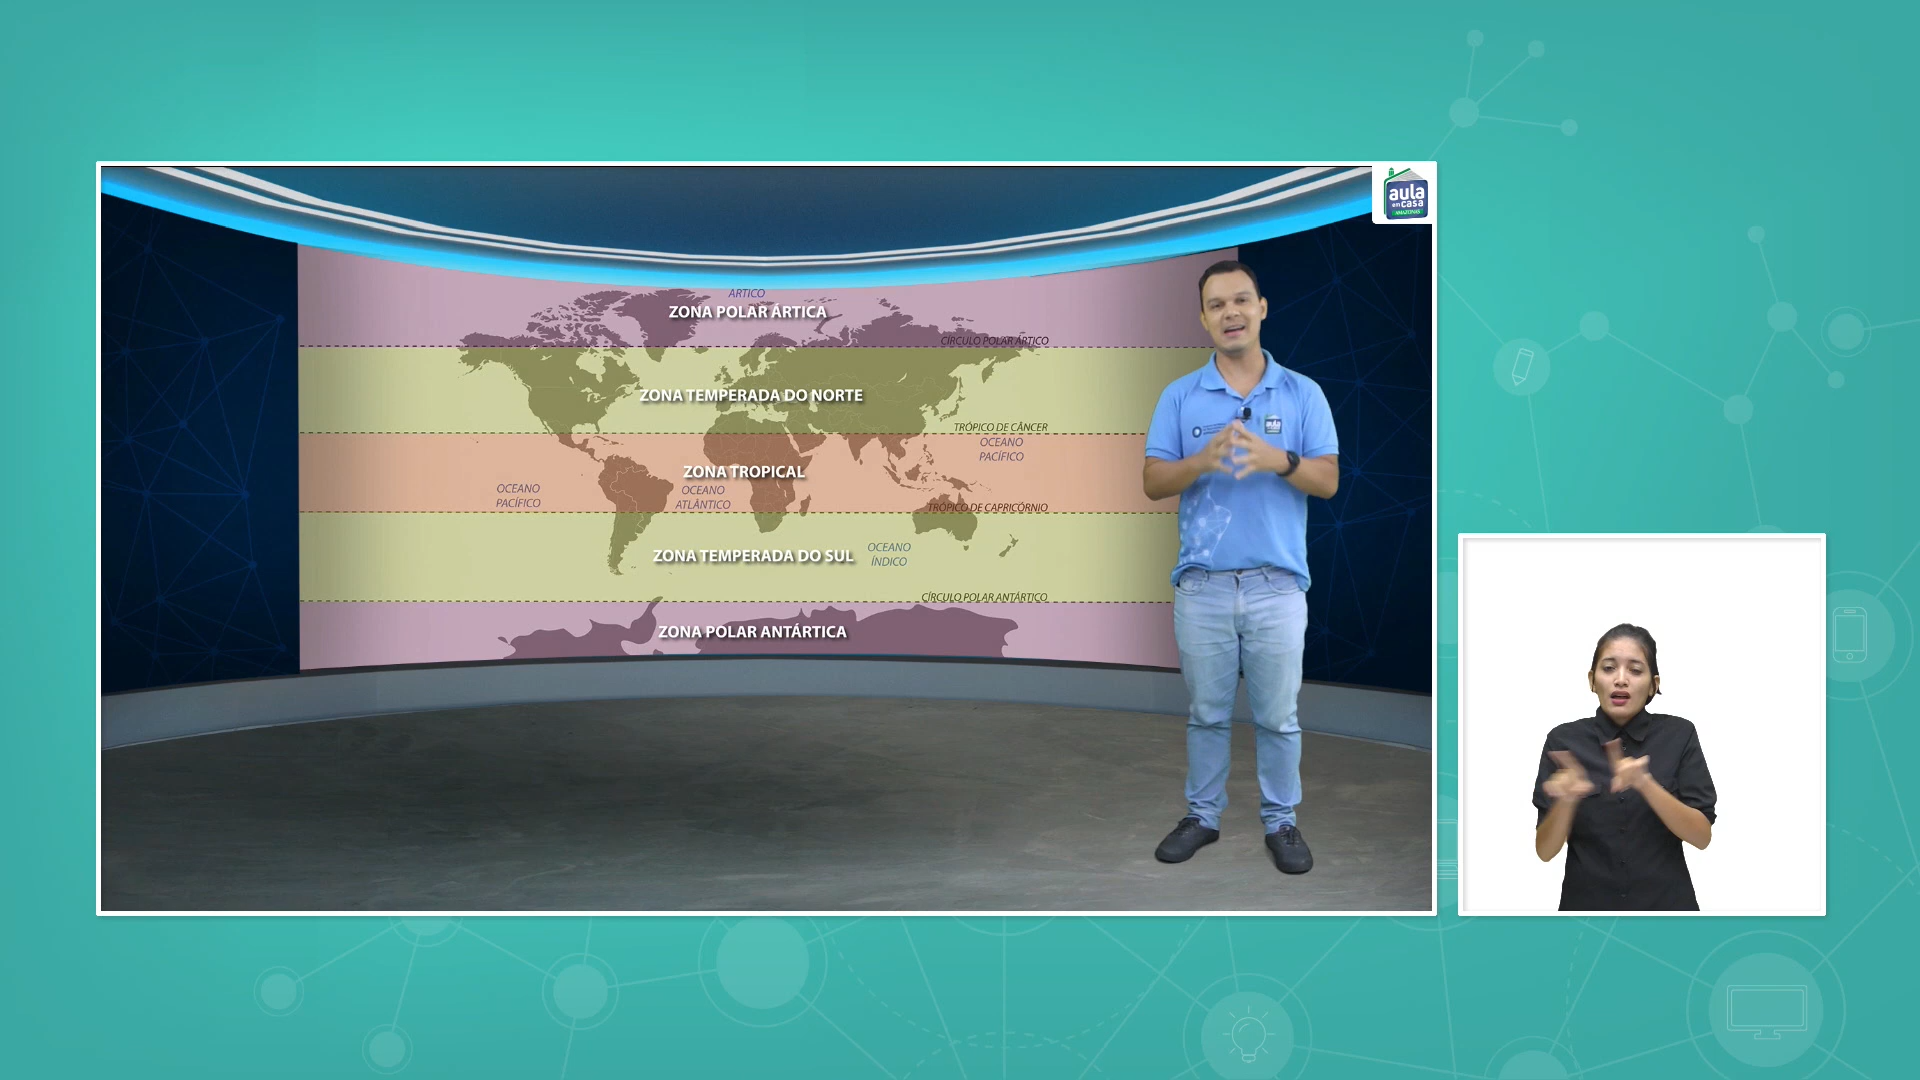 aula
em casa
AMAZONAS
ÁRTICO
ZONA POLAR ÁRTICA
CÍRCULO POLAR ÁRTICO
ZONA TEMPERADA DO NORTE
TRÓPICO DE CÂNCER
OCEANO
PACÍFICO
ZONA TROPICAL
OCEANO
PACÍFICO
OCEANO
ATLÂNTICO
TRÓPICO DE CAPRICÓRNIO
ZONA TEMPERADA DO SUL
OCEANO
ÍNDICO
CÍRCULO POLAR ANTÁRTICO
ZONA POLAR ANTÁRTICA
aula